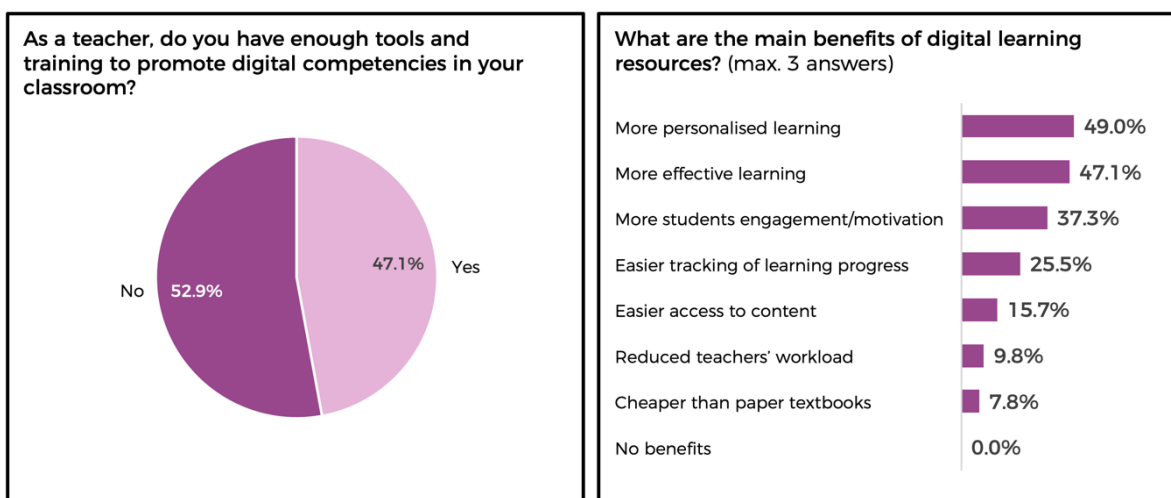 As a teacher, do you have enough tools and
training to promote digital competencies in your
classroom?
No
52.9%
47.1%
Yes
What are the main benefits of digital learning
resources? (max. 3 answers)
More personalised learning 49.0%
More effective learning 47.1%
More students engagement/motivation 37.3%
Easier tracking of learning progress 25.5%
Easier access to content 15.7%
Reduced teachers' workload 9.8%
Cheaper than paper textbooks 7.8%
No benefits 0.0%